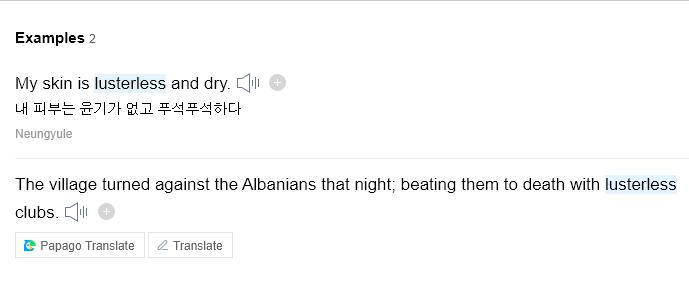 Examples 2
My skin is lusterless and dry.
내 피부는 윤기가 없고 푸석푸석하다
Neungyule
The village turned against the Albanians that night; beating them to death with lusterless
clubs.
Papago Translate Translate